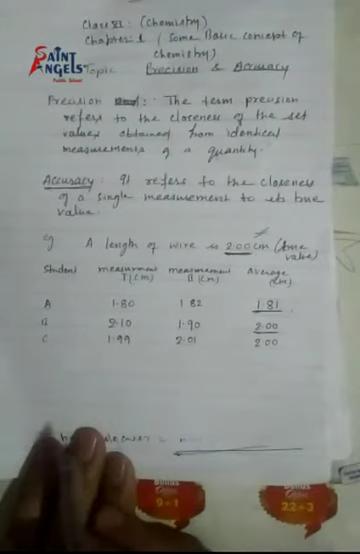 Class XI : (Chemistry)
Chapter-1 (Some Basic concept of
Chemistry)
SAINT
ANGELS
Public School
Topic Precision & Accuracy
Precision : The term precision
refers to the closeness of the set
values obtained from identical
measurements of a quantity.
Accuracy : It refers to the closeness
of a single measurement to its true
value.
eg A length of wire is 2.00 cm (true
value)
Student measurment measurement average
I (cm) II (cm) (cm)
A 1.80 1.82 1.81
B 2.10 1.90 2.00
C 1.99 2.01 2.00
9÷1
22÷3